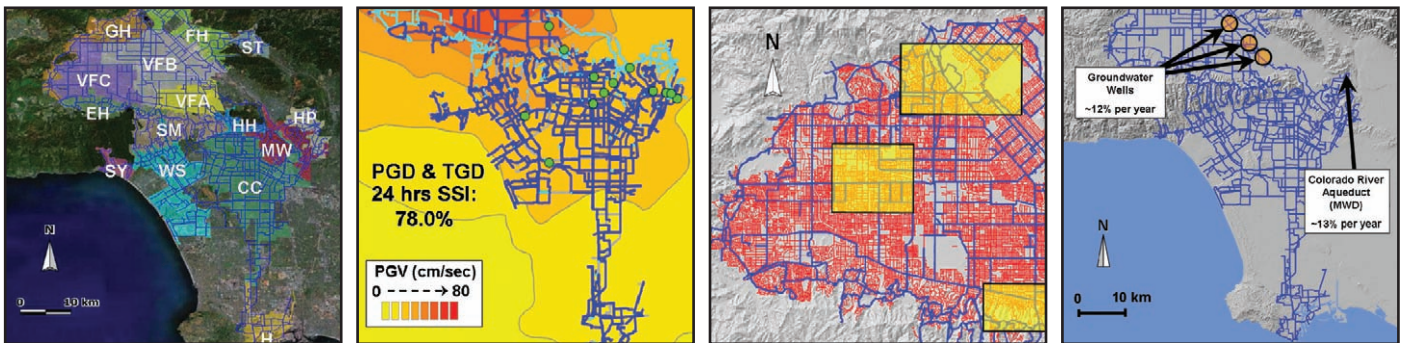 GH
FH
ST
VFB
VFC
VFA
EH
HH
HP
SM
MW
WS
SY
CC
N
0 10 km
H
PGD & TGD
24 hrs SSI:
78.0%
PGV (cm/sec)
0 80
N
Groundwater
Wells
~12% per year
Colorado River
Aqueduct
(MWD)
~13% per year
N
0 10 km